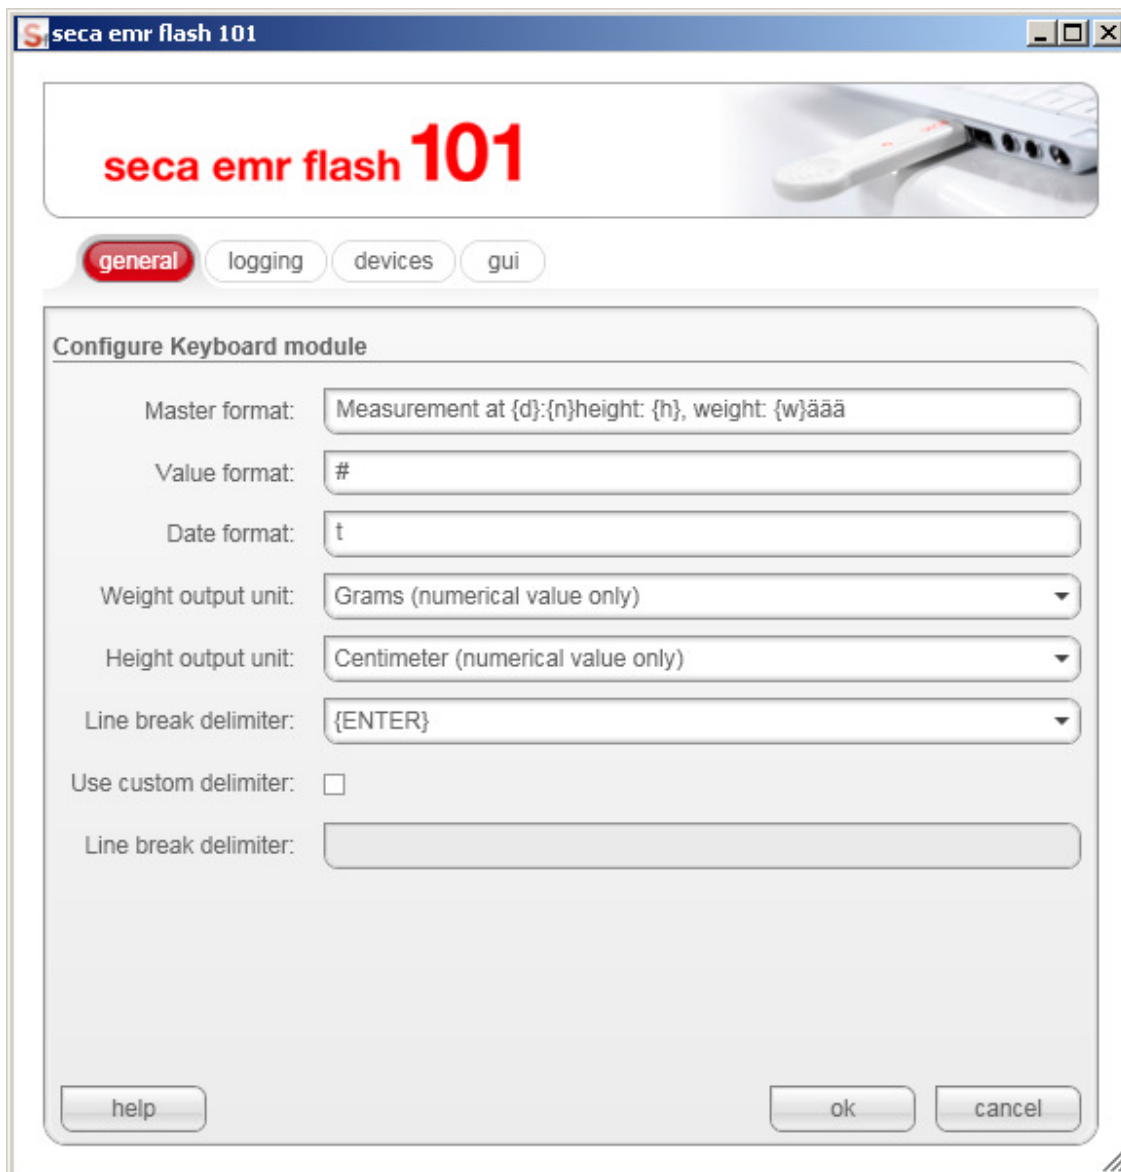 seca emr flash 101
seca emr flash 101
general logging devices gui
Configure Keyboard module
Master format: Measurement at {d}:{n}height: {h}, weight: {w}äää
Value format: #
Date format: t
Weight output unit: Grams (numerical value only)
Height output unit: Centimeter (numerical value only)
Line break delimiter: {ENTER}
Use custom delimiter:
Line break delimiter:
help ok cancel